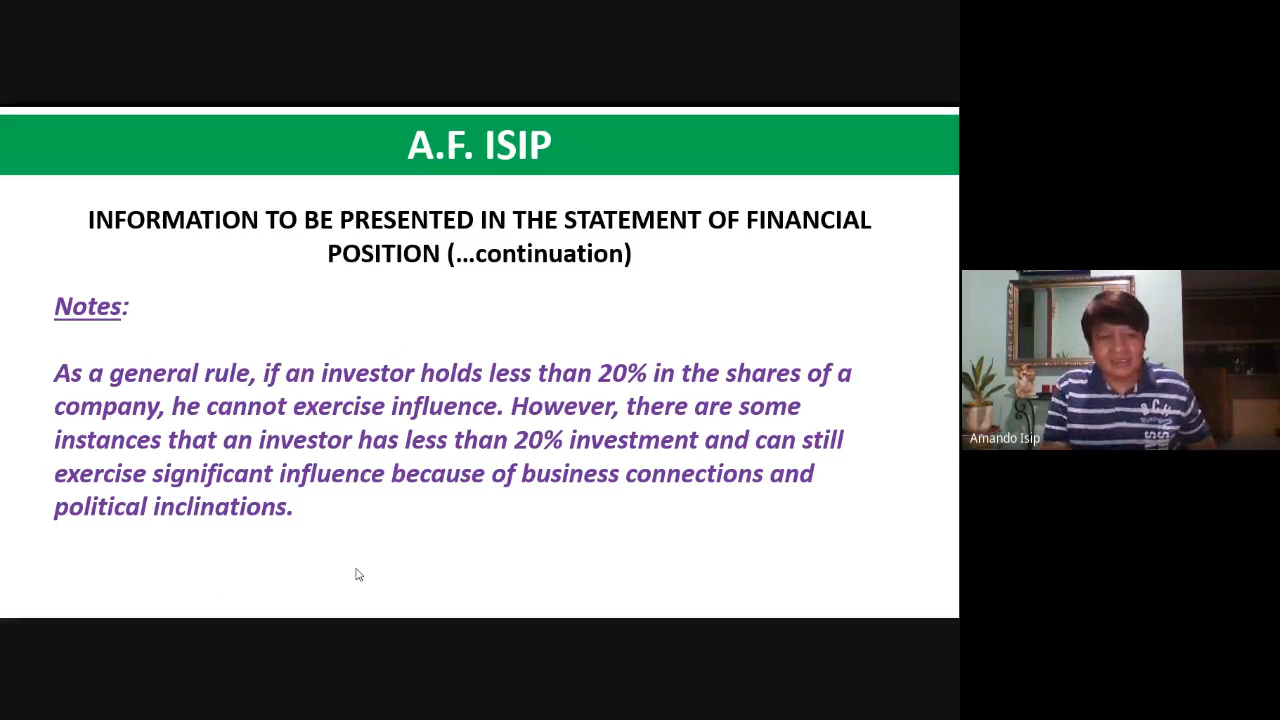 A.F. ISIP
INFORMATION TO BE PRESENTED IN THE STATEMENT OF FINANCIAL
POSITION (...continuation)
Notes:
As a general rule, if an investor holds less than 20% in the shares of a
company, he cannot exercise influence. However, there are some
instances that an investor has less than 20% investment and can still
exercise significant influence because of business connections and
political inclinations.
Amando Isip